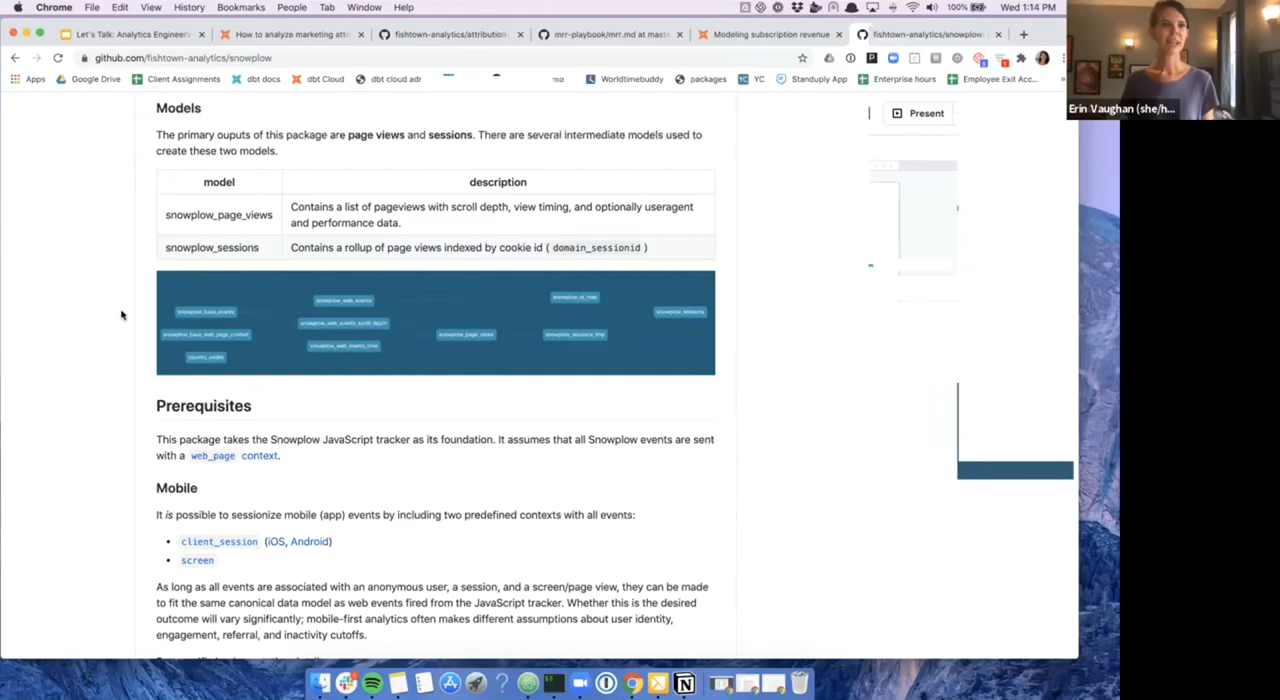 Chrome File Edit View History Bookmarks People Tab Window Help 100% Wed 1:14 PM
Let's Talk: Analytics Engineer How to analyze marketing attr fishtown-analytics/attribution- mrr-playbook/mrr.md at maste Modeling subscription revenue fishtown-analytics/snowplow:
github.com/fishtown-analytics/snowplow
Apps Google Drive Client Assignments dbt docs dbt Cloud dbt cloud adr Worldtimebuddy packages YC Standuply App Enterprise hours Employee Exit Acc...
Erin Vaughan (she/h...
Models
Present
The primary ouputs of this package are page views and sessions. There are several intermediate models used to
create these two models.
model description
snowplow_page_views Contains a list of pageviews with scroll depth, view timing, and optionally useragent
and performance data.
snowplow_sessions Contains a rollup of page views indexed by cookie id ( domain_sessionid )
snowplow_web_events snowplow_id_map
snowplow_base_events snowplow_sessions
snowplow_web_events_scroll_depth
snowplow_base_web_page_context snowplow_page_views snowplow_sessions_tmp
snowplow_web_events_time
country_codes
Prerequisites
This package takes the Snowplow JavaScript tracker as its foundation. It assumes that all Snowplow events are sent
with a web_page context.
Mobile
It is possible to sessionize mobile (app) events by including two predefined contexts with all events:
• client_session (iOS, Android)
• screen
As long as all events are associated with an anonymous user, a session, and a screen/page view, they can be made
to fit the same canonical data model as web events fired from the JavaScript tracker. Whether this is the desired
outcome will vary significantly; mobile-first analytics often makes different assumptions about user identity,
engagement, referral, and inactivity cutoffs.